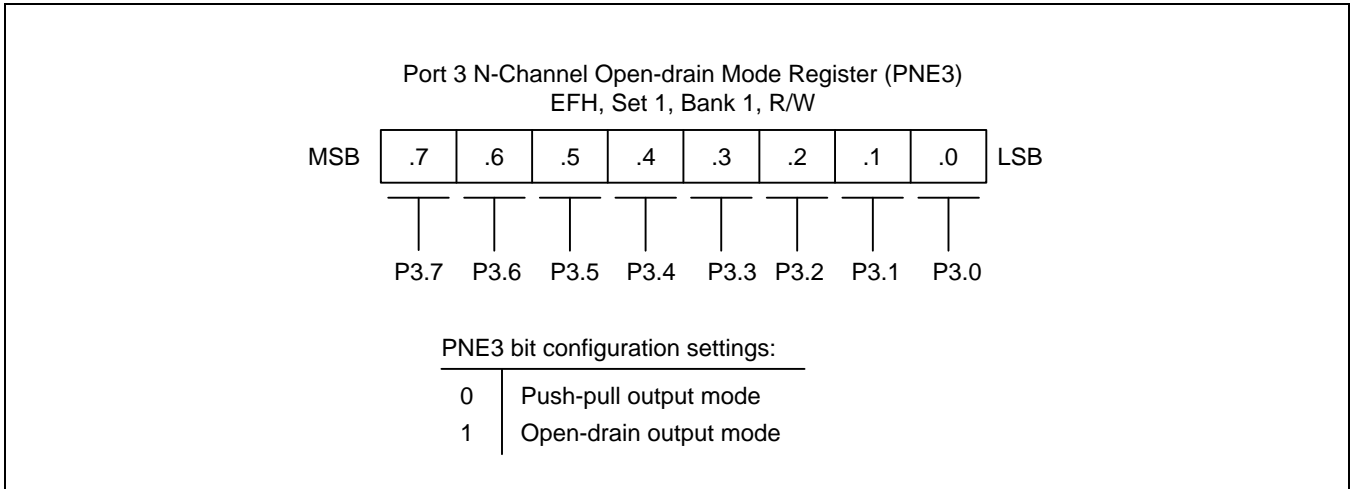 Port 3 N-Channel Open-drain Mode Register (PNE3)
EFH, Set 1, Bank 1, R/W
MSB .7 .6 .5 .4 .3 .2 .1 .0 LSB
P3.7 P3.6 P3.5 P3.4 P3.3 P3.2 P3.1 P3.0
PNE3 bit configuration settings:
0 Push-pull output mode
1 Open-drain output mode